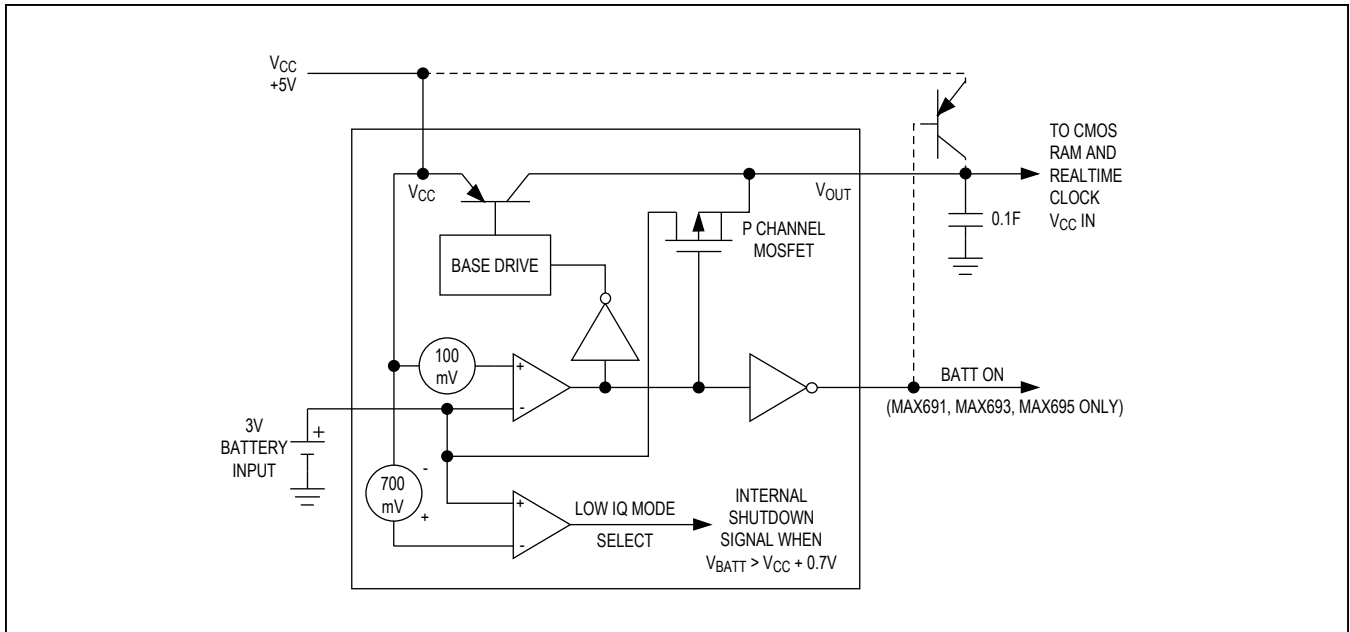 VCC
+5V
TO CMOS
RAM AND
REALTIME
CLOCK
VCC IN
VCC
VOUT
0.1F
P CHANNEL
MOSFET
BASE DRIVE
100
mV
+
-
BATT ON
(MAX691, MAX693, MAX695 ONLY)
3V
BATTERY
INPUT
+
700
mV
-
+
+
-
LOW IQ MODE
SELECT
INTERNAL
SHUTDOWN
SIGNAL WHEN
VBATT > VCC + 0.7V